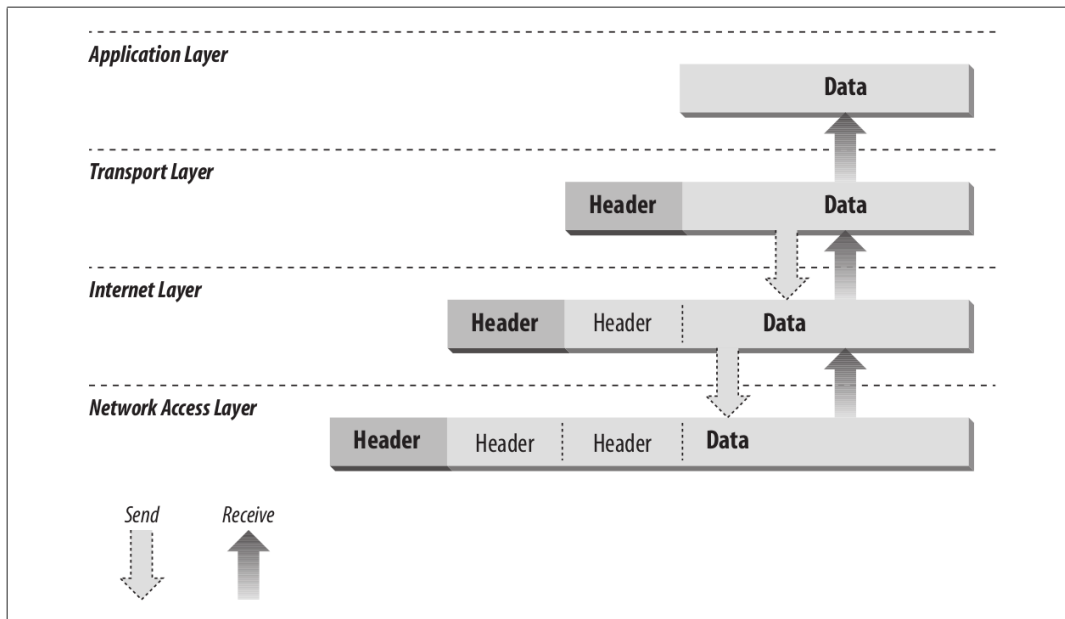 Application Layer
Data
Transport Layer
Header Data
Internet Layer
Header Header Data
Network Access Layer
Header Header Header Data
Send Receive